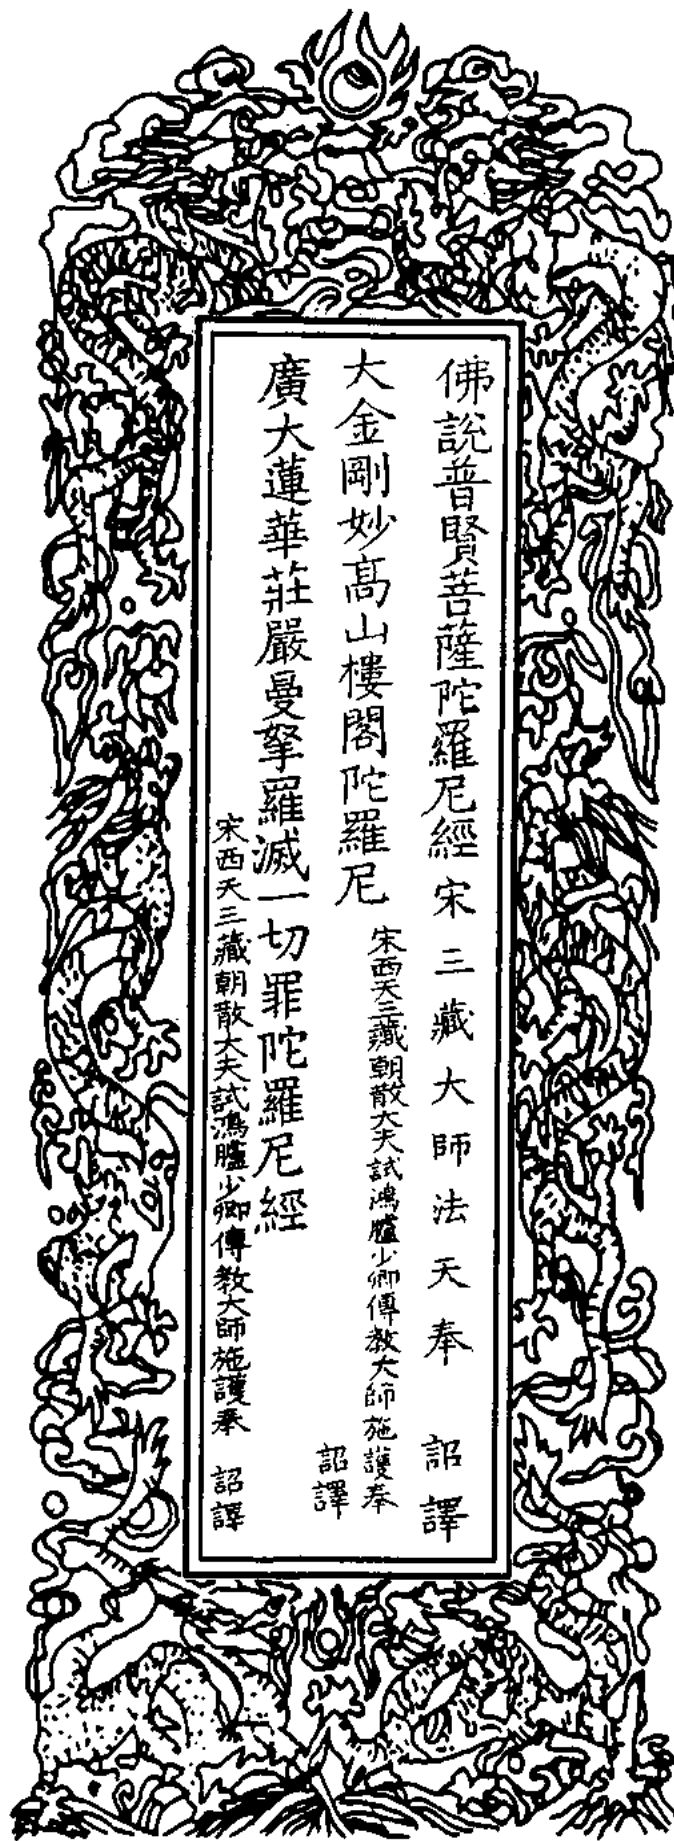 佛說普賢菩薩陀羅尼經 宋三藏大師法天奉 詔譯
大金剛妙高山樓閣陀羅尼
宋西天三藏朝散大夫試鴻臚少卿傳教大師施護奉
詔譯
廣大蓮華莊嚴曼拏羅滅一切罪陀羅尼經
宋西天三藏朝散大夫試鴻臚少卿傳教大師施護奉 詔譯